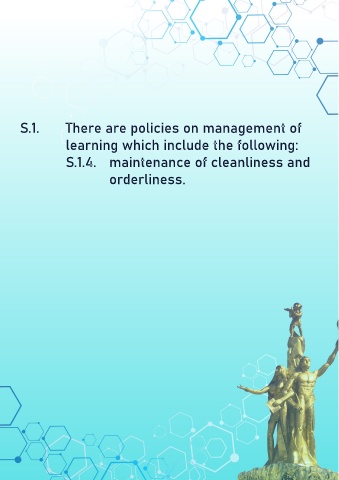 S.1. There are policies on management of
learning which include the following:
S.1.4. maintenance of cleanliness and
orderliness.